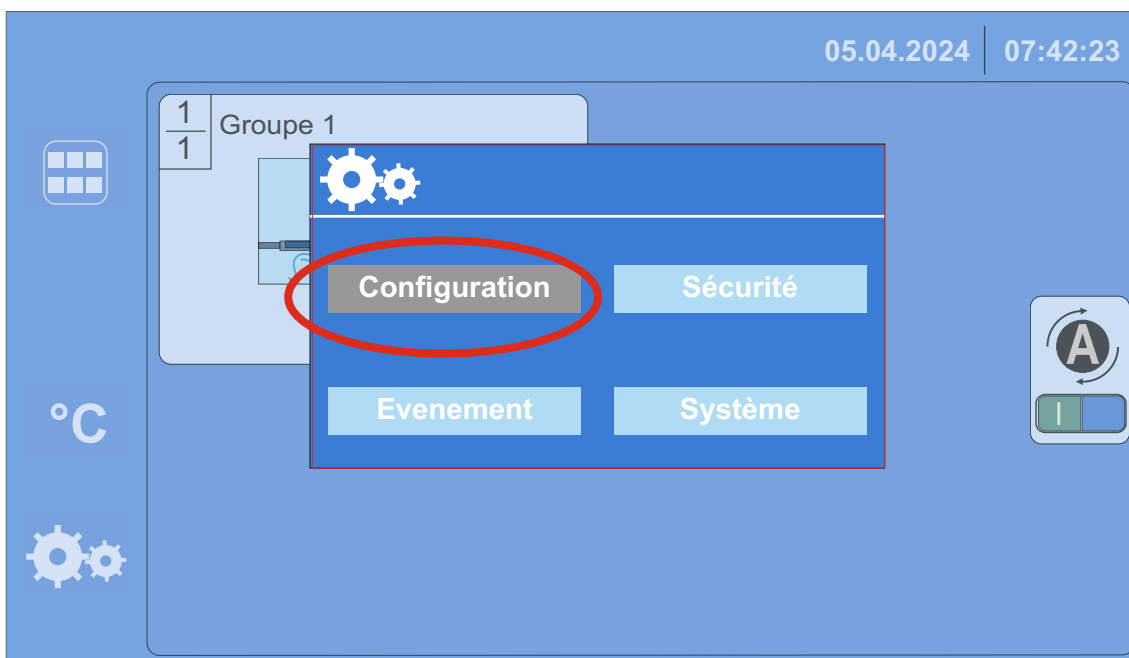 05.04.2024 07:42:23
1
1
Groupe 1
Configuration
Sécurité
Evenement
Système
A
°C
I